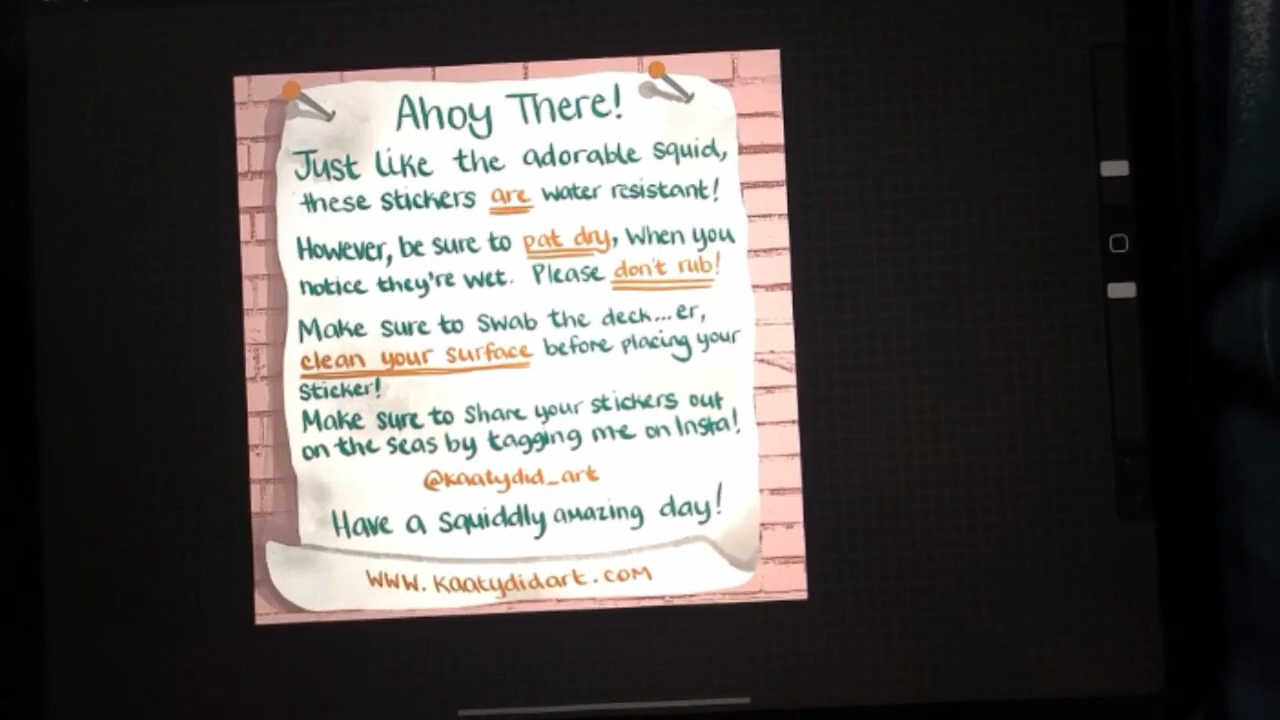 Ahoy There!
Just like the adorable squid,
these stickers are water resistant!
However, be sure to pat dry, when you
notice they're wet. Please don't rub!
Make sure to swab the deck...er,
clean your surface before placing your
sticker!
Make sure to share your stickers out
on the seas by tagging me on Insta!
@kaatydid_art
Have a squiddly amazing day!
www.kaatydidart.com